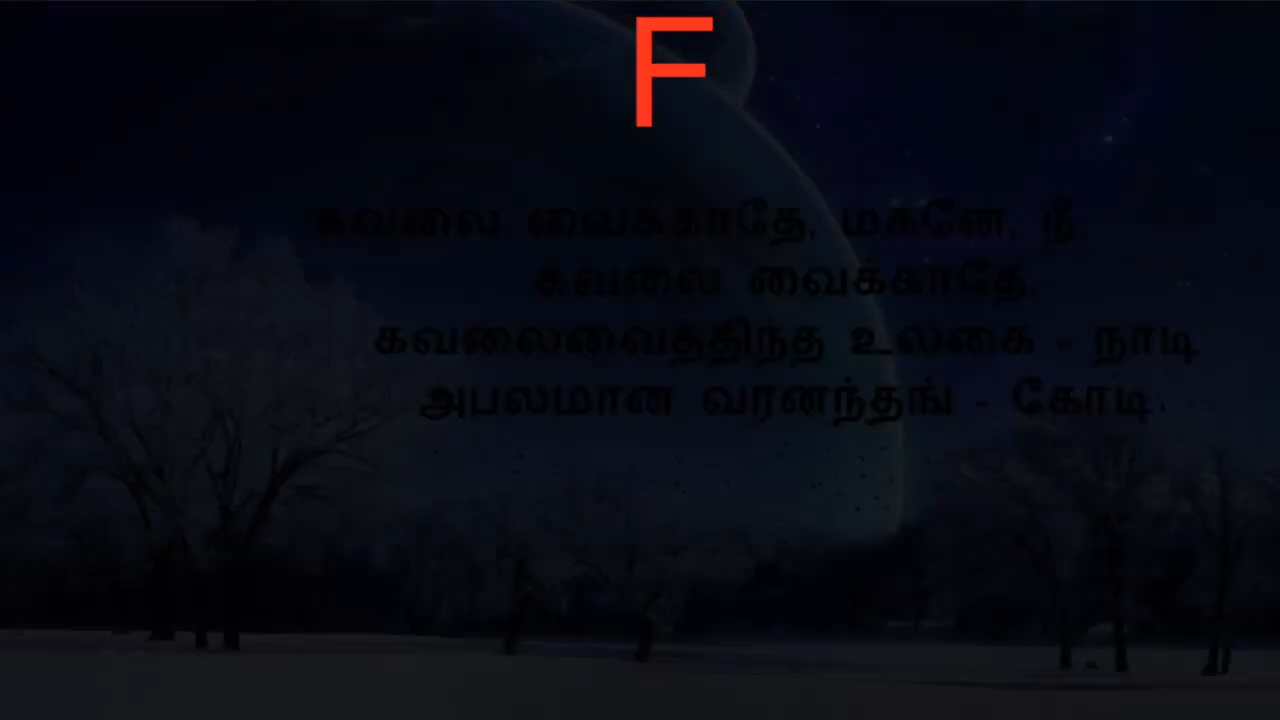 F
கவலை வைக்காதே, மகனே, நீ
கவலை வைக்காதே,
கவலைவைத்திந்த உலகை - நாடி
அபலமான வரனந்தங் - கோடி